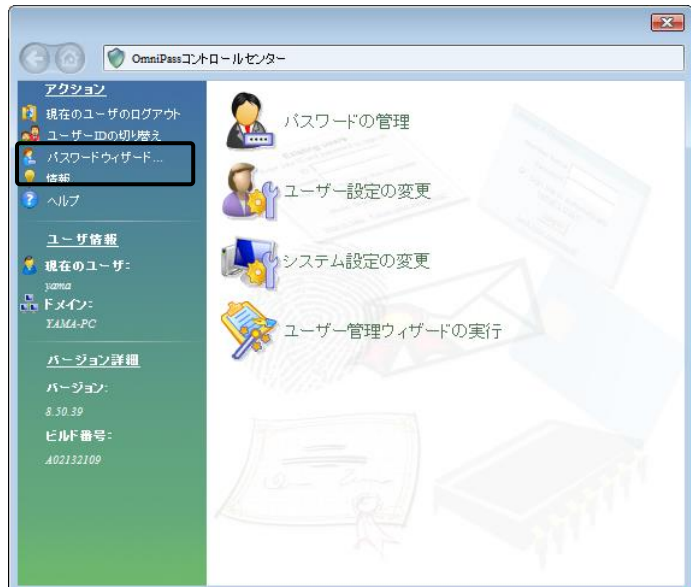 OmniPassコントロールセンター
アクション
現在のユーザのログアウト
ユーザーIDの切り替え
パスワードウィザード...
情報
ヘルプ
ユーザ情報
現在のユーザ:
yama
ドメイン:
YAMA-PC
バージョン詳細
バージョン:
8.50.39
ビルド番号:
A02132109
パスワードの管理
ユーザー設定の変更
システム設定の変更
ユーザー管理ウィザードの実行